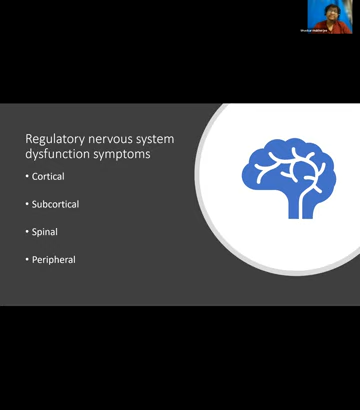 Regulatory nervous system
dysfunction symptoms
• Cortical
• Subcortical
• Spinal
• Peripheral